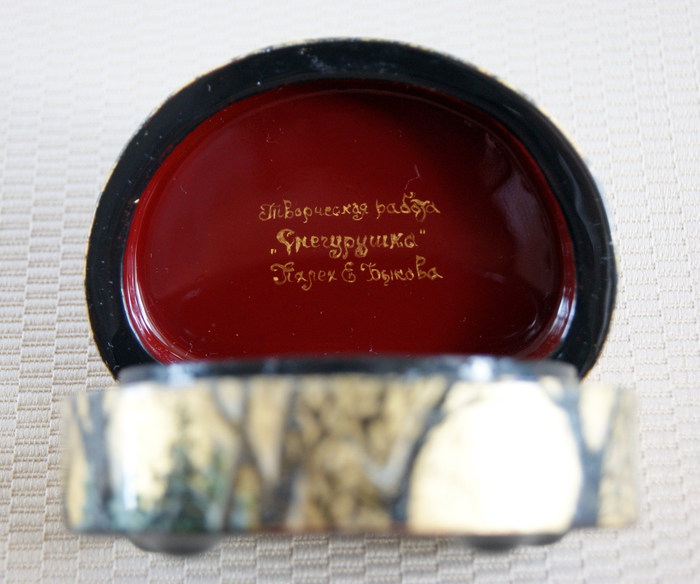 Творческая работа
„Снегурушка"
Палех Е Быкова